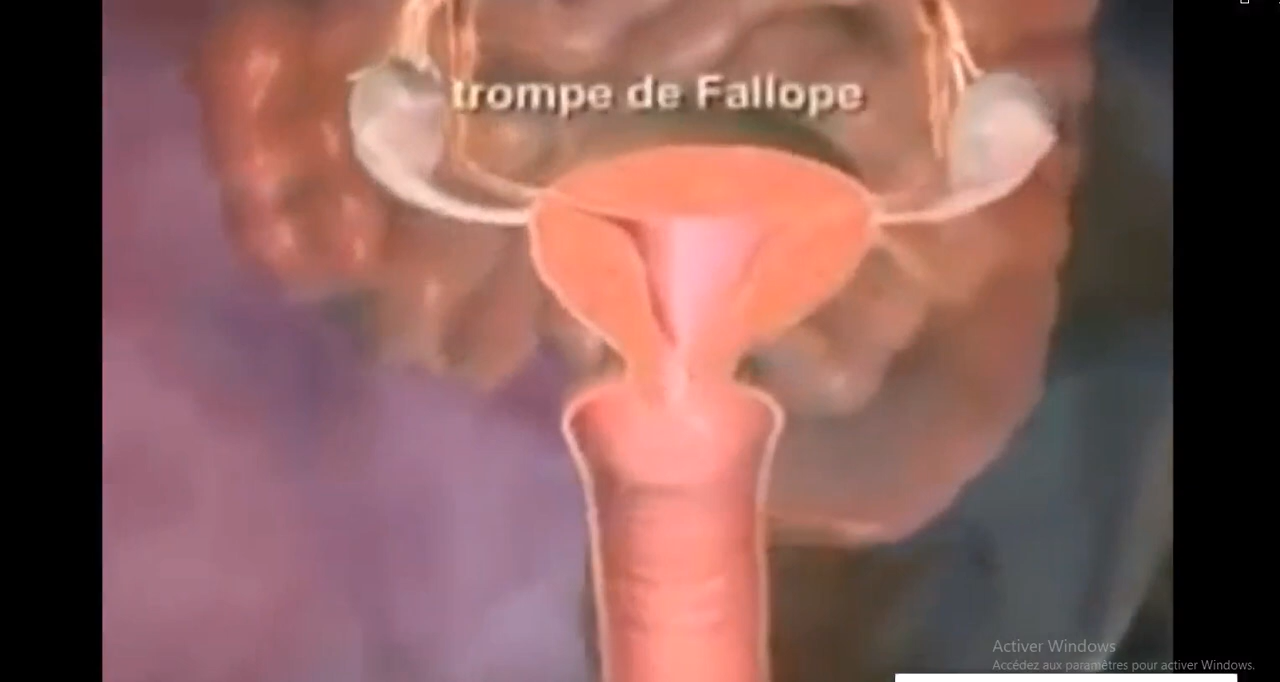 trompe de Fallope
Activer Windows
Accédez aux paramètres pour activer Windows.